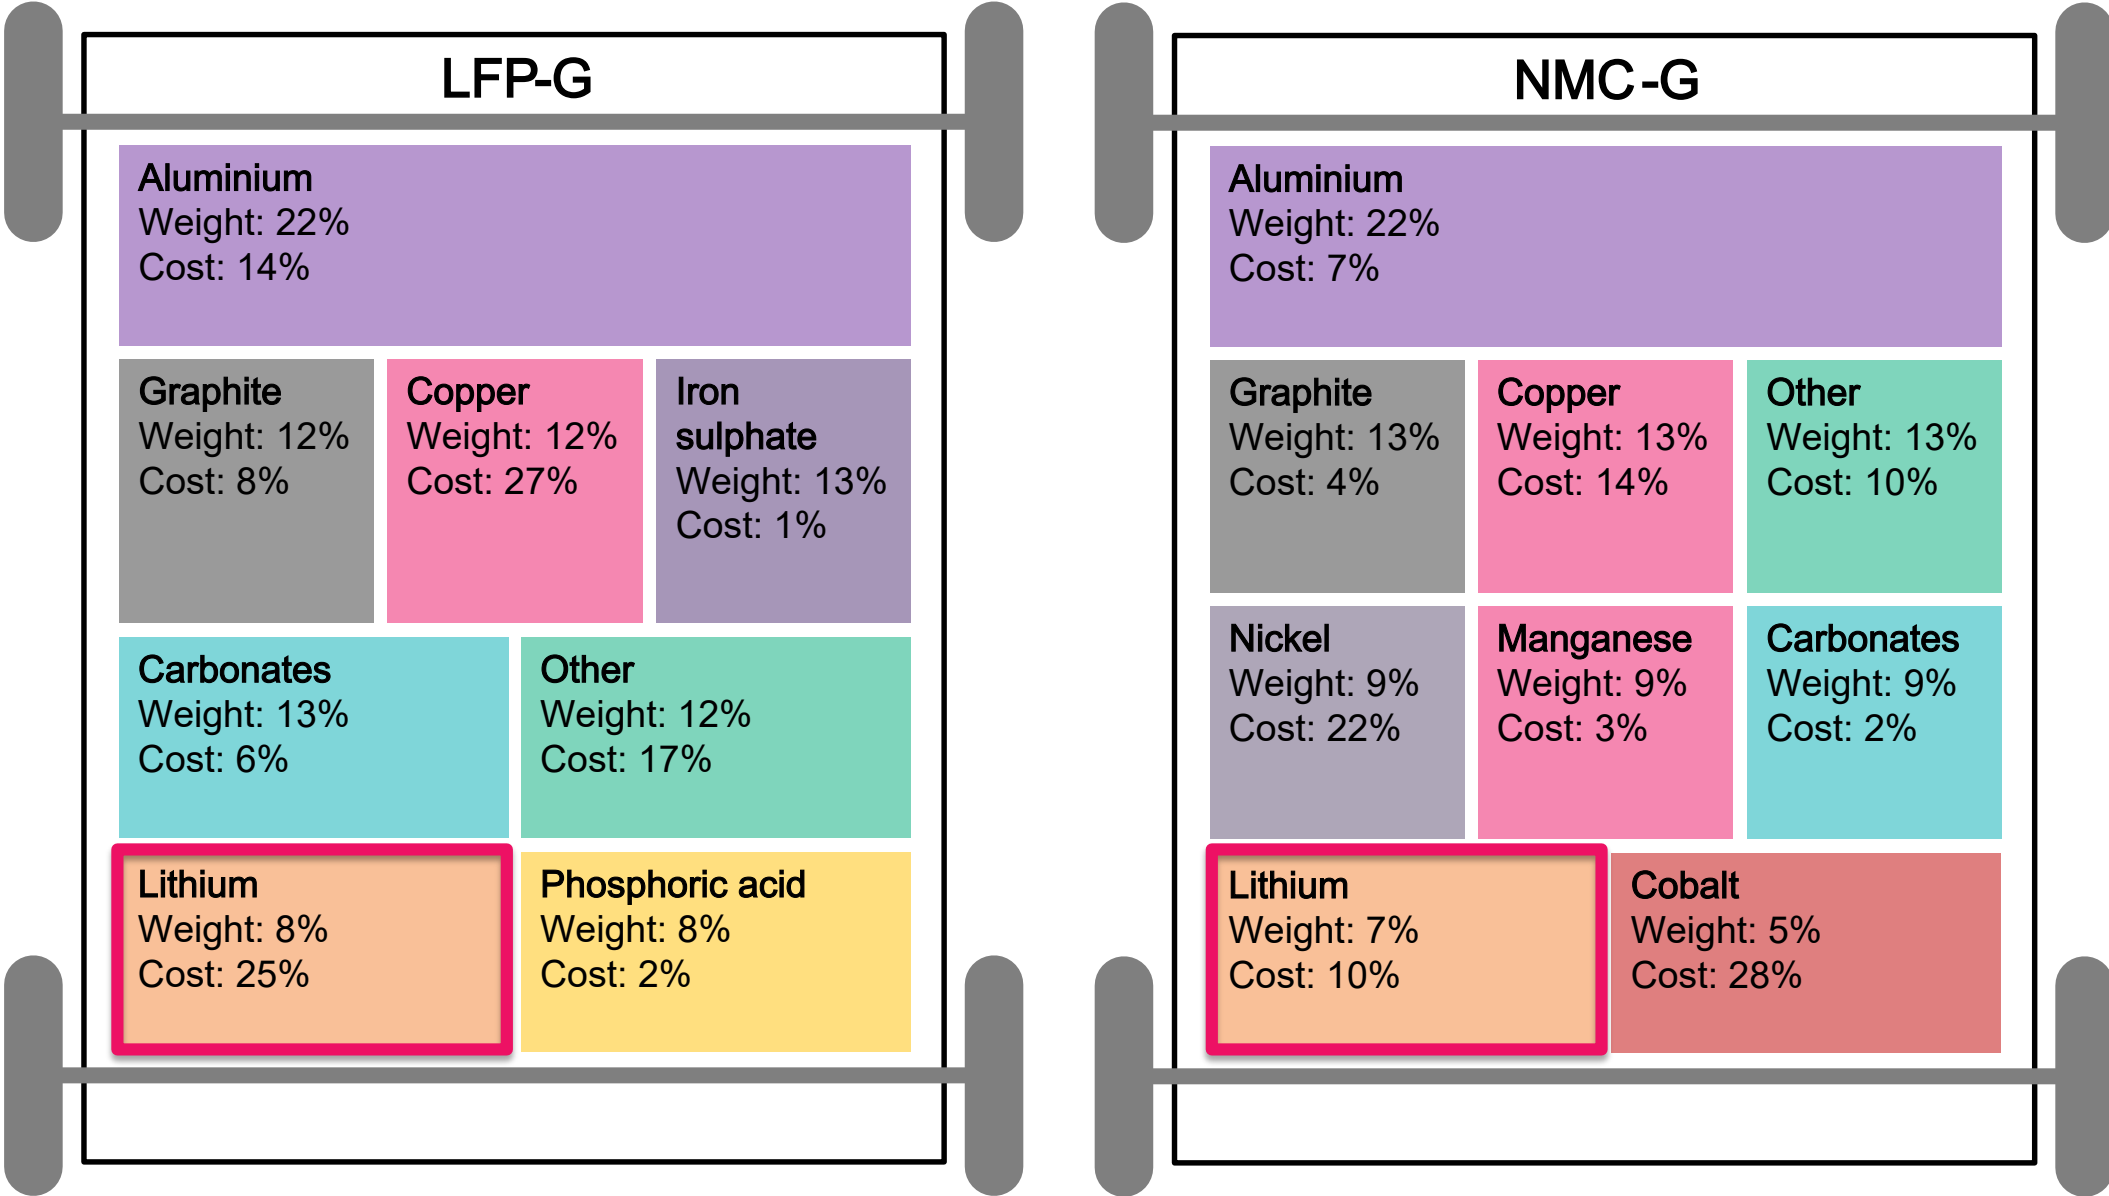 LFP-G
Aluminium
Weight: 22%
Cost: 14%
Graphite
Weight: 12%
Cost: 8%
Copper
Weight: 12%
Cost: 27%
Iron
sulphate
Weight: 13%
Cost: 1%
Carbonates
Weight: 13%
Cost: 6%
Other
Weight: 12%
Cost: 17%
Lithium
Weight: 8%
Cost: 25%
Phosphoric acid
Weight: 8%
Cost: 2%
NMC-G
Aluminium
Weight: 22%
Cost: 7%
Graphite
Weight: 13%
Cost: 4%
Copper
Weight: 13%
Cost: 14%
Other
Weight: 13%
Cost: 10%
Nickel
Weight: 9%
Cost: 22%
Manganese
Weight: 9%
Cost: 3%
Carbonates
Weight: 9%
Cost: 2%
Lithium
Weight: 7%
Cost: 10%
Cobalt
Weight: 5%
Cost: 28%